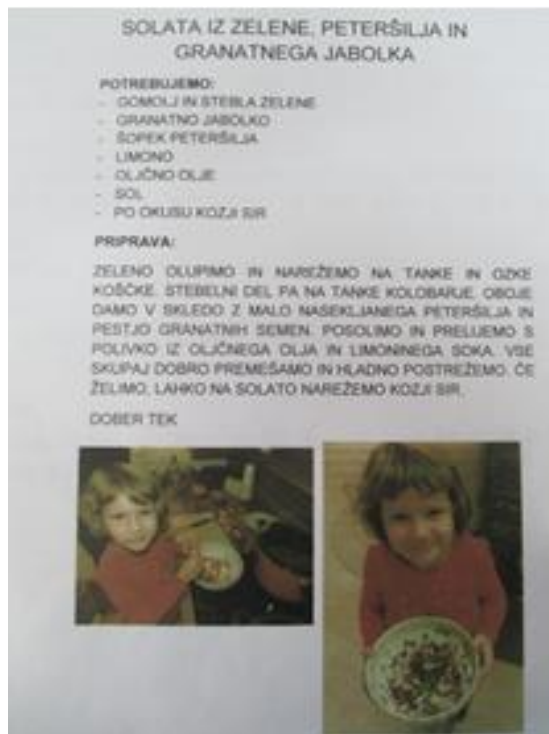 SOLATA IZ ZELENE, PETERŠILJA IN
GRANATNEGA JABOLKA
POTREBUJEMO:
- GOMOLJ IN STEBLA ZELENE
- GRANATNO JABOLKO
- ŠOPEK PETERŠILJA
- LIMONO
- OLJČNO OLJE
- SOL
- PO OKUSU KOZJI SIR
PRIPRAVA:
ZELENO OLUPIMO IN NAREŽEMO NA TANKE IN OZKE
KOŠČKE, STEBELNI DEL PA NA TANKE KOLOBARJE. OBOJE
DAMO V SKLEDO Z MALO NASEKLJANEGA PETERŠILJA IN
PESTJO GRANATNIH SEMEN. POSOLIMO IN PRELIJEMO S
POLIVKO IZ OLJČNEGA OLJA IN LIMONINEGA SOKA. VSE
SKUPAJ DOBRO PREMEŠAMO IN HLADNO POSTREŽEMO. ČE
ŽELIMO, LAHKO NA SOLATO NAREŽEMO KOZJI SIR.
DOBER TEK